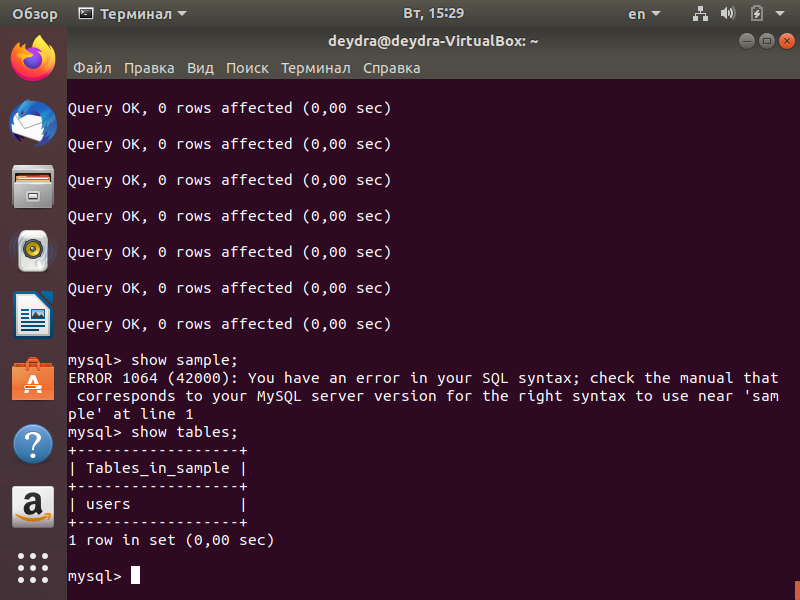 Обзор Терминал Вт, 15:29 en
deydra@deydra-VirtualBox: ~
Файл Правка Вид Поиск Терминал Справка
Query OK, 0 rows affected (0,00 sec)
Query OK, 0 rows affected (0,00 sec)
Query OK, 0 rows affected (0,00 sec)
Query OK, 0 rows affected (0,00 sec)
Query OK, 0 rows affected (0,00 sec)
Query OK, 0 rows affected (0,00 sec)
Query OK, 0 rows affected (0,00 sec)
mysql> show sample;
ERROR 1064 (42000): You have an error in your SQL syntax; check the manual that
corresponds to your MySQL server version for the right syntax to use near 'sam
ple' at line 1
mysql> show tables;
+------------------+
| Tables_in_sample |
+------------------+
| users            |
+------------------+
1 row in set (0,00 sec)
mysql>